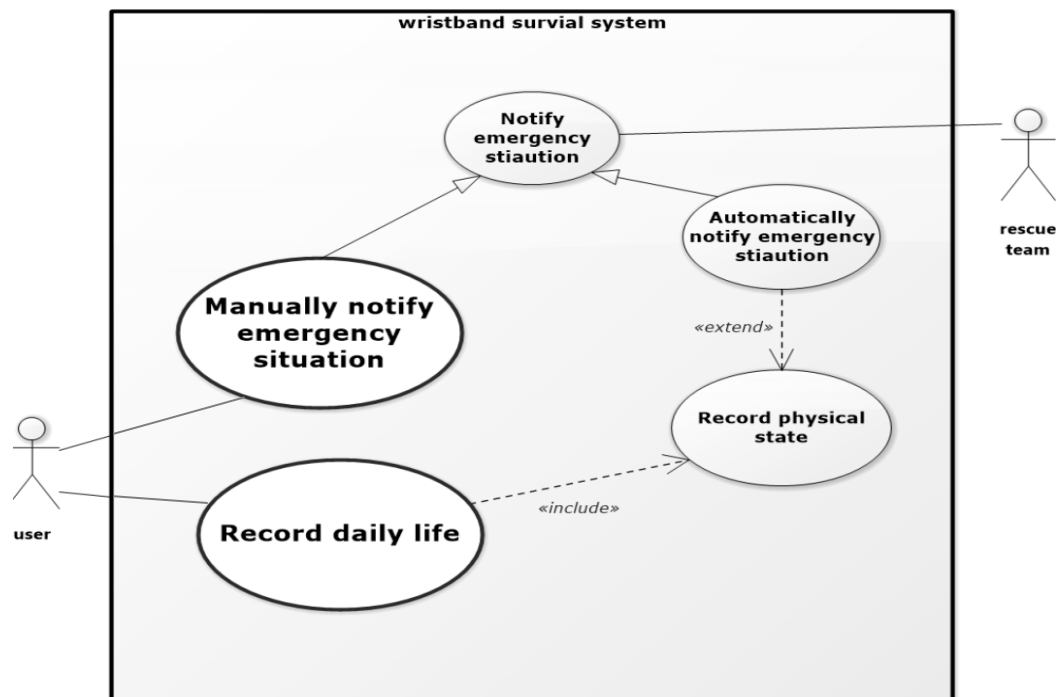 wristband survial system
Notify
emergency
stiaution
Automatically
notify emergency
stiaution
rescue
team
Manually notify
emergency
situation
«extend»
Record physical
state
«include»
Record daily life
user